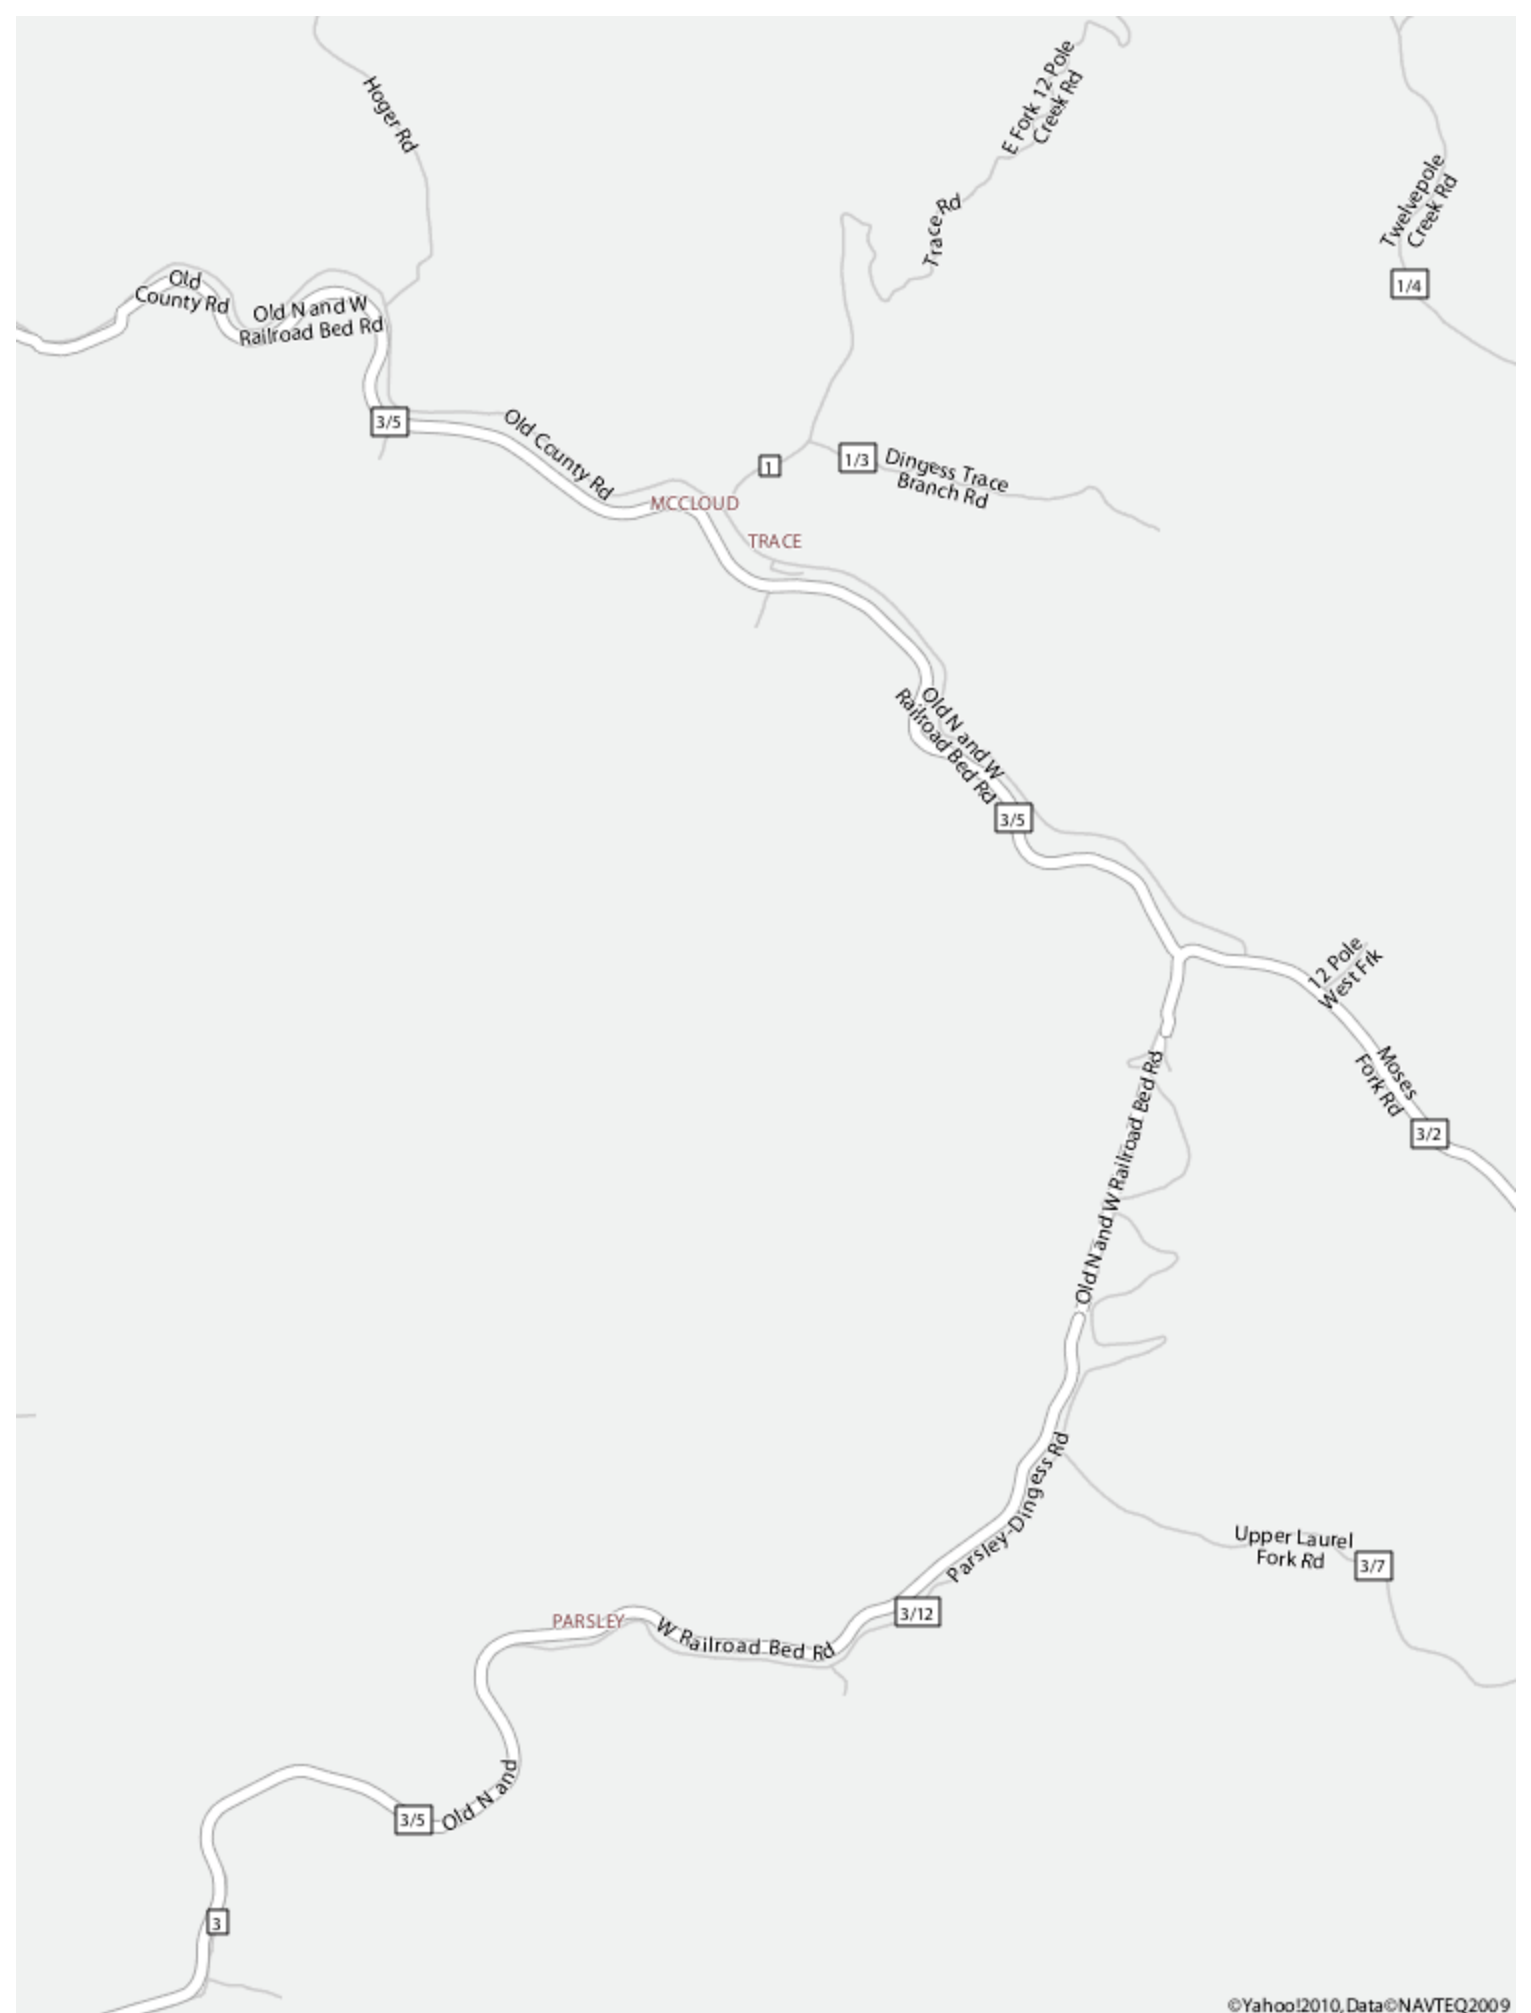 E Fork 12 Pole
Creek Rd
Hoger Rd
Twelvepole
Creek Rd
Trace Rd
1/4
Old
County Rd
Old N and W
Railroad Bed Rd
3/5
Old County Rd
1
1/3
Dingess Trace
Branch Rd
MCCLOUD
TRACE
Old N and W
Railroad Bed Rd
3/5
12 Pole
West Frk
Moses
Fork Rd
3/2
Old N and W Railroad Bed Rd
Parsley-Dingess Rd
Upper Laurel
Fork Rd
3/7
3/12
PARSLEY
W Railroad Bed Rd
Old N and
3/5
3
©Yahoo!2010, Data©NAVTEQ2009